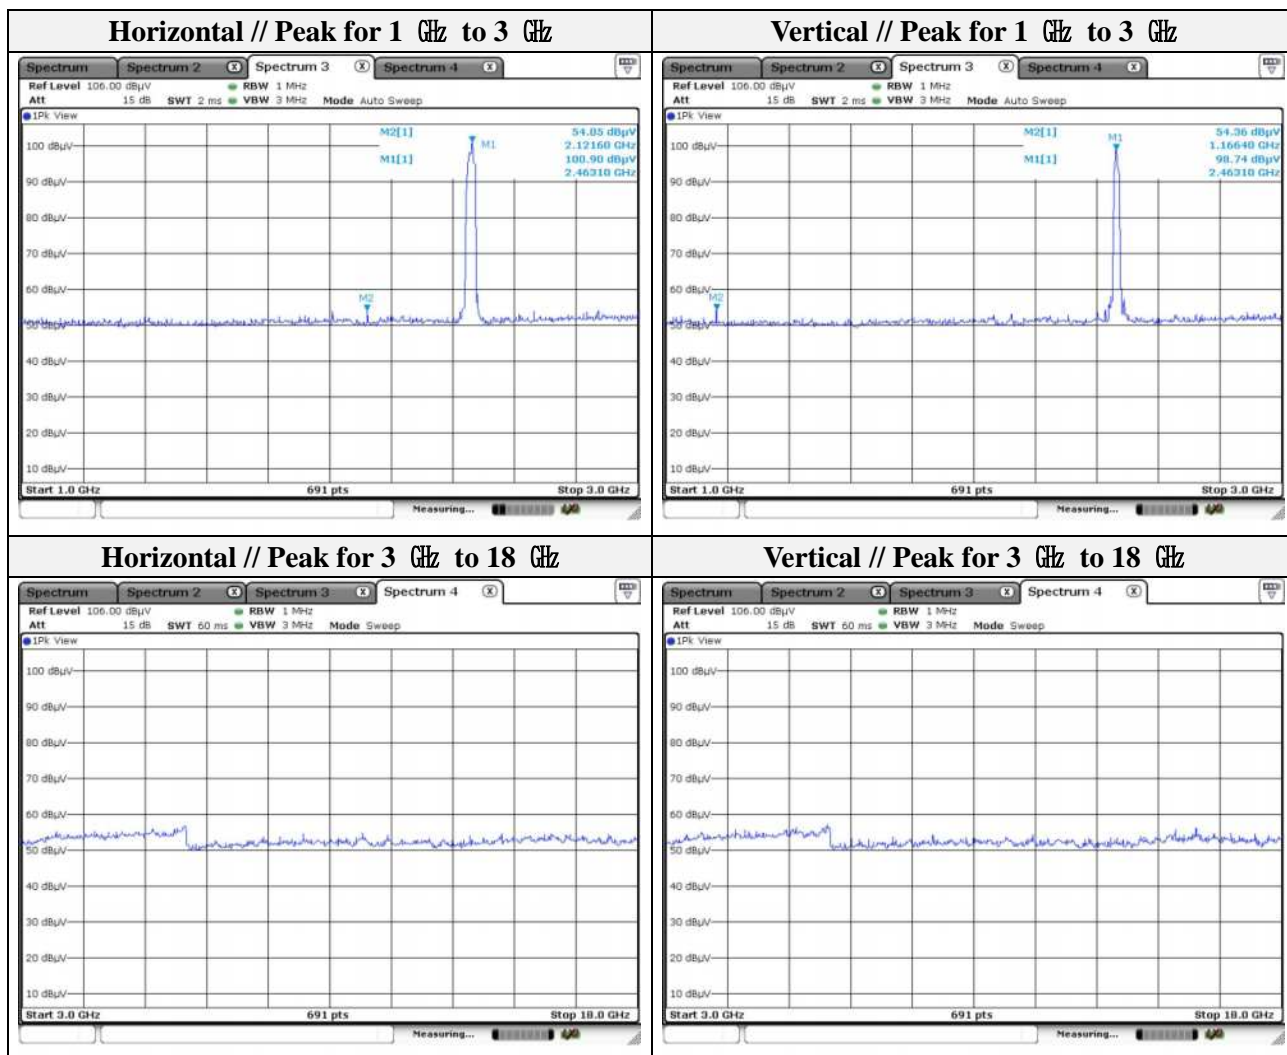 Horizontal // Peak for 1 ㎓ to 3 ㎓
Spectrum Spectrum 2 X Spectrum 3 X Spectrum 4 X
Ref Level 106.00 dBµV RBW 1 MHz
Att 15 dB SWT 2 ms VBW 3 MHz Mode Auto Sweep
1Pk View
M2[1] 54.05 dBµV
2.12160 GHz
M1[1] 100.90 dBµV
2.46310 GHz
M1
M2
100 dBµV
90 dBµV
80 dBµV
70 dBµV
60 dBµV
50 dBµV
40 dBµV
30 dBµV
20 dBµV
10 dBµV
Start 1.0 GHz 691 pts Stop 3.0 GHz
Measuring...
Vertical // Peak for 1 ㎓ to 3 ㎓
Spectrum Spectrum 2 X Spectrum 3 X Spectrum 4 X
Ref Level 106.00 dBµV RBW 1 MHz
Att 15 dB SWT 2 ms VBW 3 MHz Mode Auto Sweep
1Pk View
M2[1] 54.36 dBµV
1.16640 GHz
M1[1] 98.74 dBµV
2.46310 GHz
M1
M2
100 dBµV
90 dBµV
80 dBµV
70 dBµV
60 dBµV
50 dBµV
40 dBµV
30 dBµV
20 dBµV
10 dBµV
Start 1.0 GHz 691 pts Stop 3.0 GHz
Measuring...
Horizontal // Peak for 3 ㎓ to 18 ㎓
Spectrum Spectrum 2 X Spectrum 3 X Spectrum 4 X
Ref Level 106.00 dBµV RBW 1 MHz
Att 15 dB SWT 60 ms VBW 3 MHz Mode Sweep
1Pk View
100 dBµV
90 dBµV
80 dBµV
70 dBµV
60 dBµV
50 dBµV
40 dBµV
30 dBµV
20 dBµV
10 dBµV
Start 3.0 GHz 691 pts Stop 18.0 GHz
Measuring...
Vertical // Peak for 3 ㎓ to 18 ㎓
Spectrum Spectrum 2 X Spectrum 3 X Spectrum 4 X
Ref Level 106.00 dBµV RBW 1 MHz
Att 15 dB SWT 60 ms VBW 3 MHz Mode Sweep
1Pk View
100 dBµV
90 dBµV
80 dBµV
70 dBµV
60 dBµV
50 dBµV
40 dBµV
30 dBµV
20 dBµV
10 dBµV
Start 3.0 GHz 691 pts Stop 18.0 GHz
Measuring...